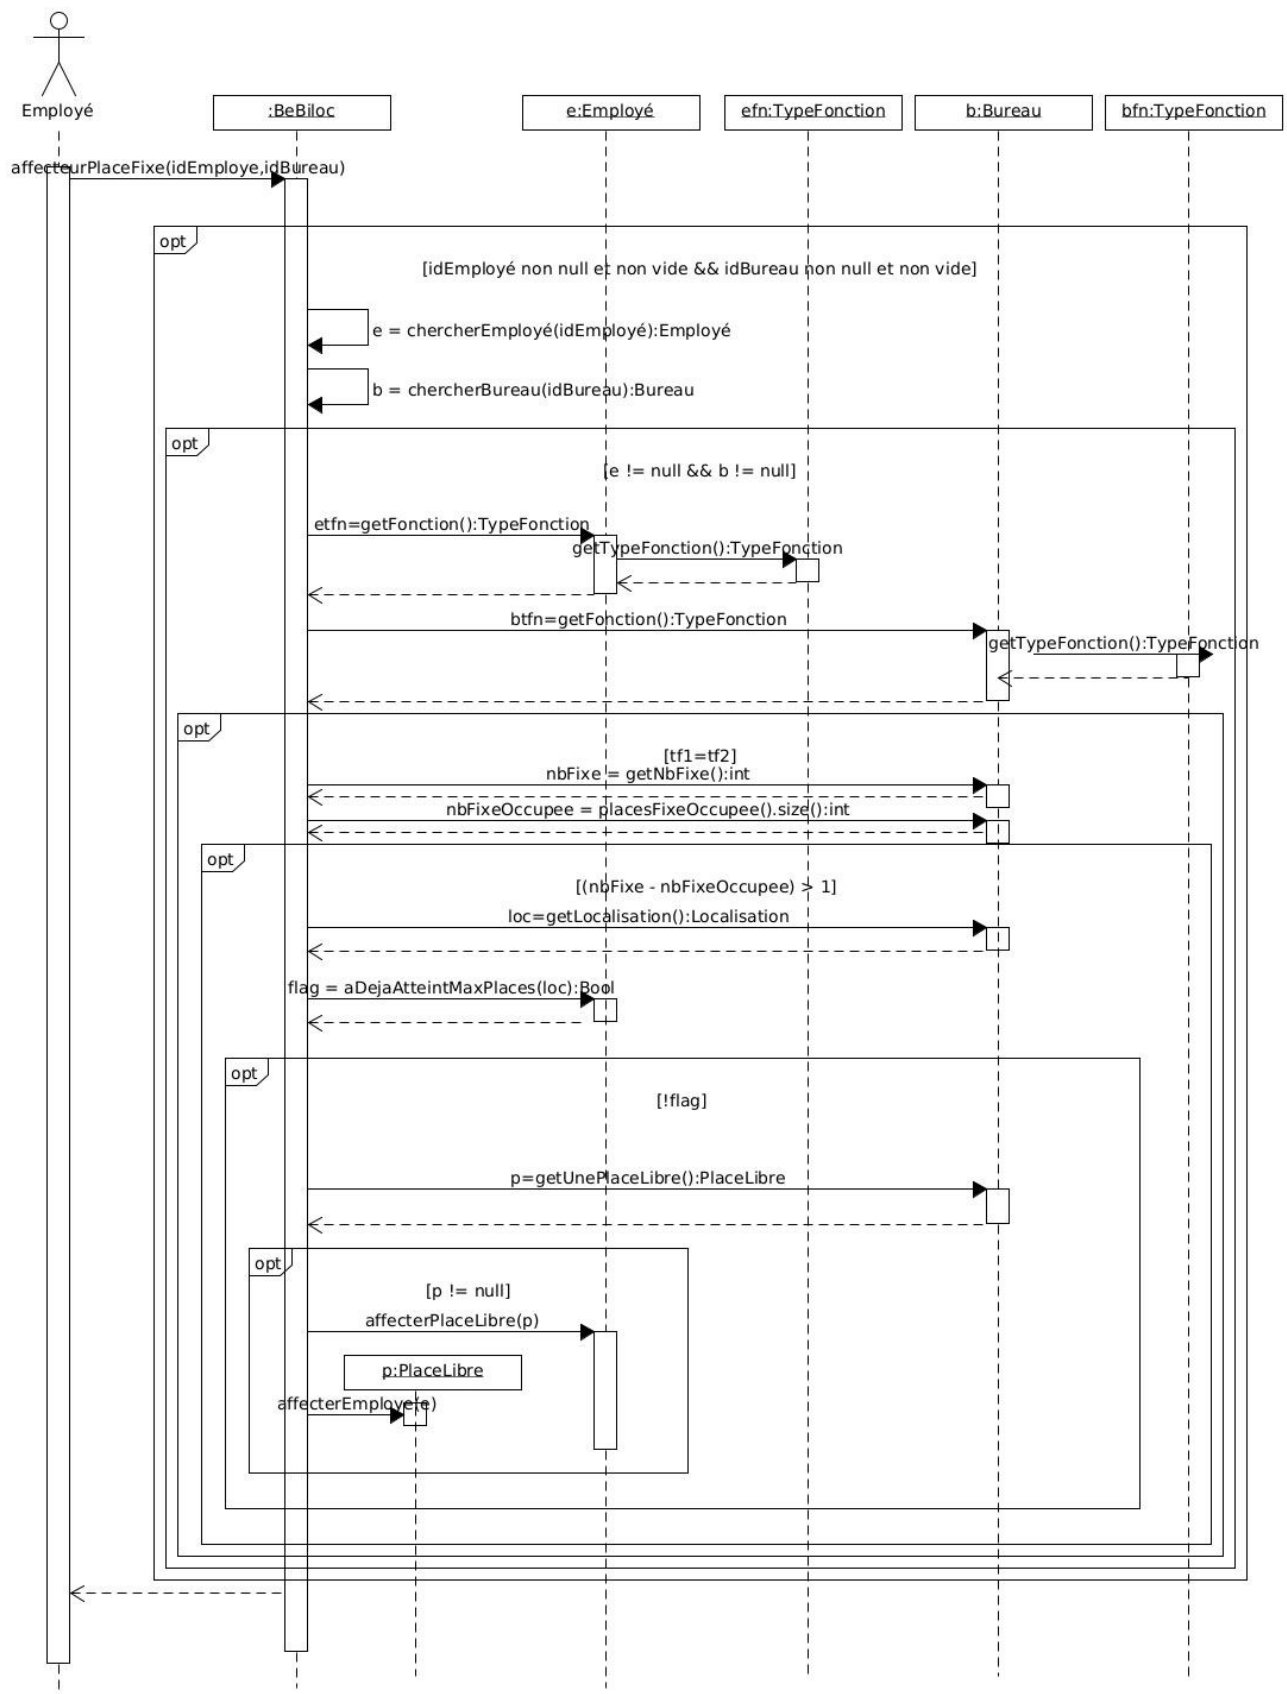 Employé
:BeBiloc
e:Employé
efn:TypeFonction
b:Bureau
bfn:TypeFonction
affecteurPlaceFixe(idEmploye,idBureau)
opt
[idEmployé non null et non vide && idBureau non null et non vide]
e = chercherEmployé(idEmployé):Employé
b = chercherBureau(idBureau):Bureau
opt
[e != null && b != null]
etfn=getFonction():TypeFonction
getTypeFonction():TypeFonction
btfn=getFonction():TypeFonction
getTypeFonction():TypeFonction
opt
[tf1=tf2]
nbFixe = getNbFixe():int
nbFixeOccupee = placesFixeOccupee().size():int
opt
[(nbFixe - nbFixeOccupee) > 1]
loc=getLocalisation():Localisation
flag = aDejaAtteintMaxPlaces(loc):Bool
opt
[!flag]
p=getUnePlaceLibre():PlaceLibre
opt
[p != null]
affecterPlaceLibre(p)
p:PlaceLibre
affecterEmploye(e)